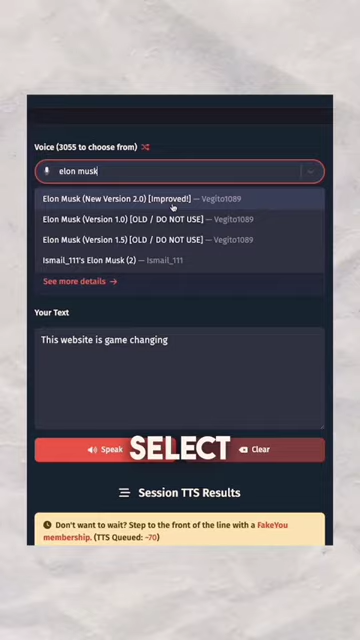 Voice (3055 to choose from)
elon musk
Elon Musk (New Version 2.0) [Improved!] — Vegito1089
Elon Musk (Version 1.0) [OLD / DO NOT USE] — Vegito1089
Elon Musk (Version 1.5) [OLD / DO NOT USE] — Vegito1089
Ismail_111's Elon Musk (2) — Ismail_111
See more details →
Your Text
This website is game changing
Speak
SELECT
Clear
Session TTS Results
Don't want to wait? Step to the front of the line with a FakeYou
membership. (TTS Queued: ~70)